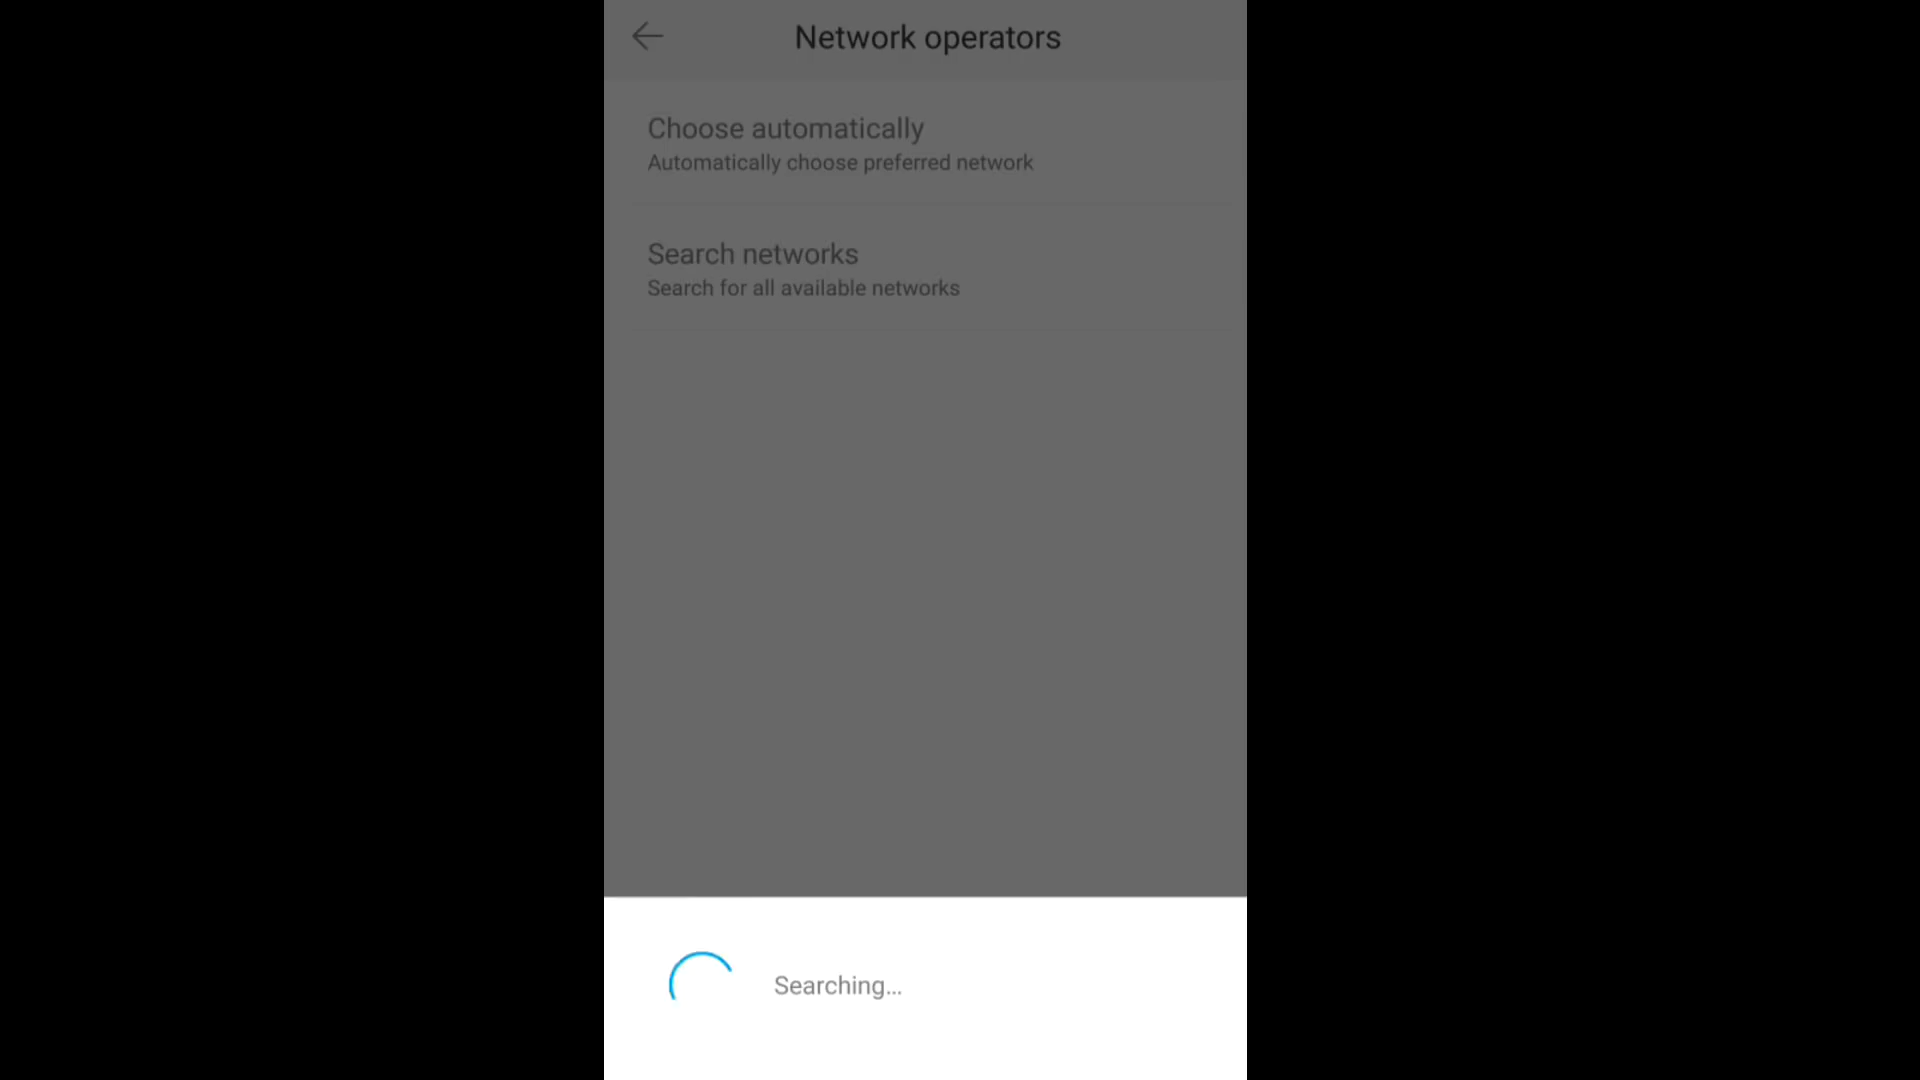 Network operators
Choose automatically
Automatically choose preferred network
Search networks
Search for all available networks
Searching...